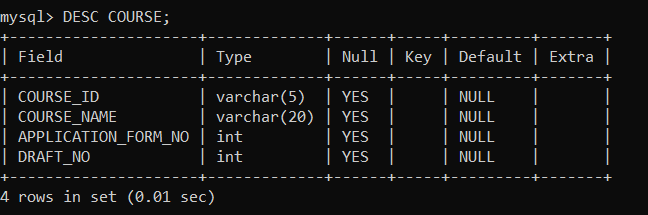 mysql> DESC COURSE;
+---------------------+-------------+------+-----+---------+-------+
| Field               | Type        | Null | Key | Default | Extra |
+---------------------+-------------+------+-----+---------+-------+
| COURSE_ID           | varchar(5)  | YES  |     | NULL    |       |
| COURSE_NAME         | varchar(20) | YES  |     | NULL    |       |
| APPLICATION_FORM_NO | int         | YES  |     | NULL    |       |
| DRAFT_NO            | int         | YES  |     | NULL    |       |
+---------------------+-------------+------+-----+---------+-------+
4 rows in set (0.01 sec)